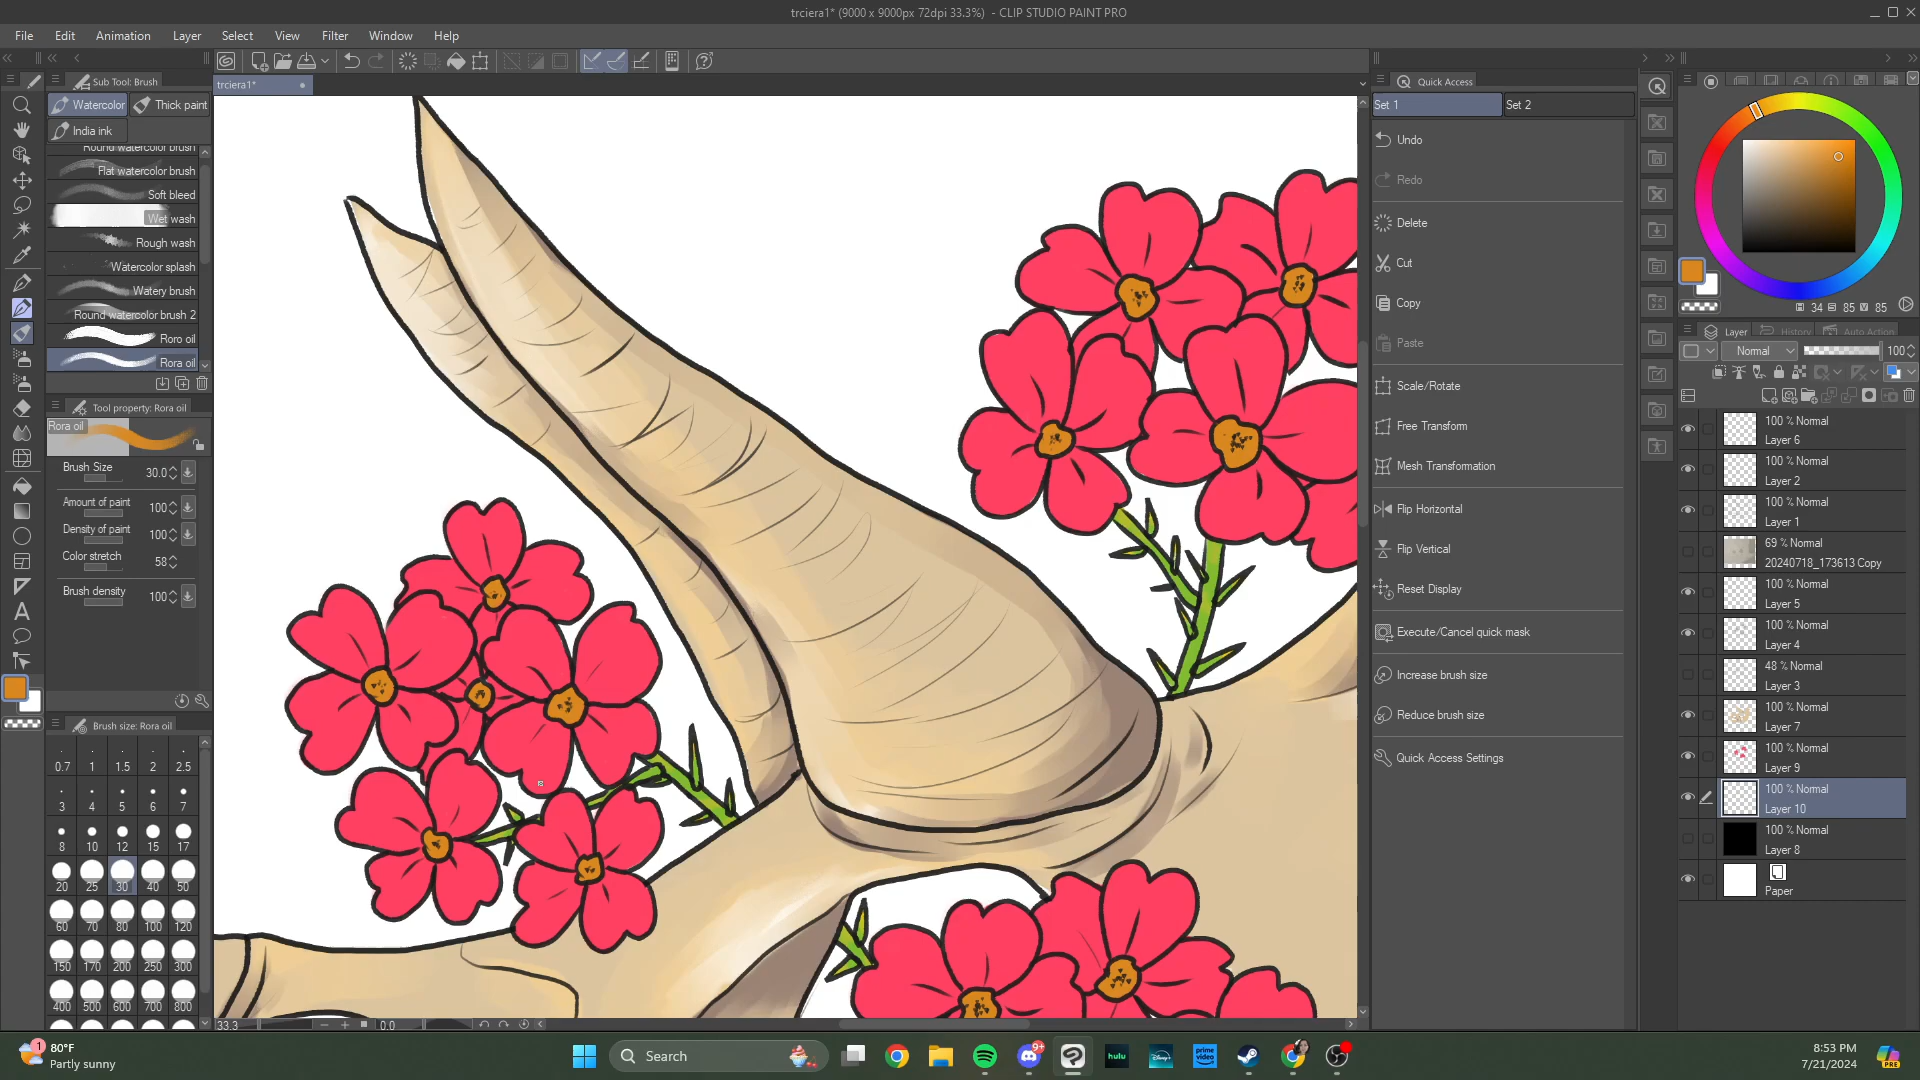 trciera1* (9000 x 9000px 72dpi 33.3%) - CLIP STUDIO PAINT PRO
File Edit Animation Layer Select View Filter Window Help
Sub Tool: Brush
Watercolor
Thick paint
India ink
Round watercolor brush
Flat watercolor brush
Soft bleed
Wet wash
Rough wash
Watercolor splash
Watery brush
Round watercolor brush 2
Roro oil
Rora oil
Tool property: Rora oil
Rora oil
Brush Size 30.0
Amount of paint 100
Density of paint 100
Color stretch 58
Brush density 100
A
Brush size: Rora oil
0.7 1 1.5 2 2.5
3 4 5 6 7
8 10 12 15 17
20 25 30 40 50
60 70 80 100 120
150 170 200 250 300
400 500 600 700 800
trciera1*
33.3
0.0
Quick Access
Set 1
Set 2
Undo
Redo
Delete
Cut
Copy
Paste
Scale/Rotate
Free Transform
Mesh Transformation
Flip Horizontal
Flip Vertical
Reset Display
Execute/Cancel quick mask
Increase brush size
Reduce brush size
Quick Access Settings
34 85 85
Layer History Auto Action
Normal 100
100 % Normal
Layer 6
100 % Normal
Layer 2
100 % Normal
Layer 1
69 % Normal
20240718_173613 Copy
100 % Normal
Layer 5
100 % Normal
Layer 4
48 % Normal
Layer 3
100 % Normal
Layer 7
100 % Normal
Layer 9
100 % Normal
Layer 10
100 % Normal
Layer 8
Paper
1
80°F
Partly sunny
Search
9+
hulu
Disney+
prime video
8:53 PM
7/21/2024
PRE